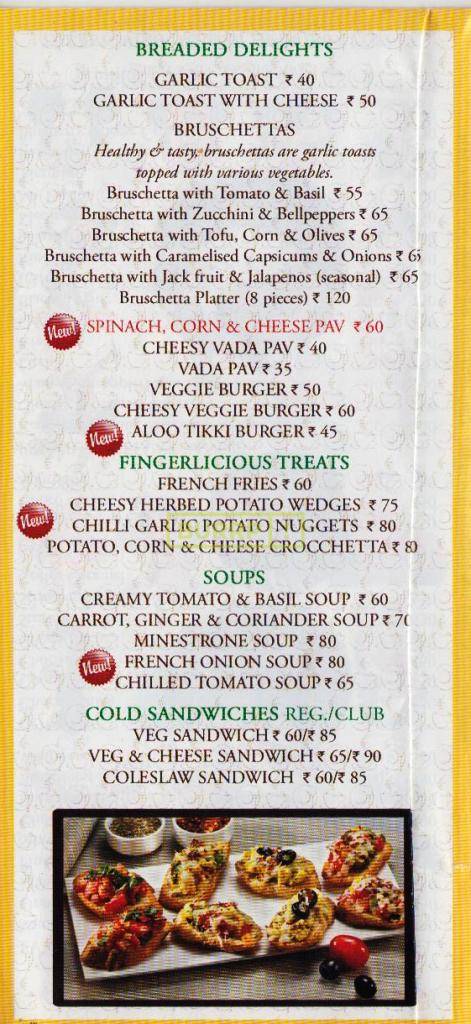 BREADED DELIGHTS
GARLIC TOAST ₹ 40
GARLIC TOAST WITH CHEESE ₹ 50
BRUSCHETTAS
Healthy & tasty, bruschettas are garlic toasts
topped with various vegetables.
Bruschetta with Tomato & Basil ₹ 55
Bruschetta with Zucchini & Bellpeppers ₹ 65
Bruschetta with Tofu, Corn & Olives ₹ 65
Bruschetta with Caramelised Capsicums & Onions ₹ 65
Bruschetta with Jack fruit & Jalapenos (seasonal) ₹ 65
Bruschetta Platter (8 pieces) ₹ 120
New! SPINACH, CORN & CHEESE PAV ₹ 60
CHEESY VADA PAV ₹ 40
VADA PAV ₹ 35
VEGGIE BURGER ₹ 50
CHEESY VEGGIE BURGER ₹ 60
New! ALOO TIKKI BURGER ₹ 45
FINGERLICIOUS TREATS
FRENCH FRIES ₹ 60
CHEESY HERBED POTATO WEDGES ₹ 75
New! CHILLI GARLIC POTATO NUGGETS ₹ 80
POTATO, CORN & CHEESE CROCCHETTA ₹ 80
SOUPS
CREAMY TOMATO & BASIL SOUP ₹ 60
CARROT, GINGER & CORIANDER SOUP ₹ 70
MINESTRONE SOUP ₹ 80
New! FRENCH ONION SOUP ₹ 80
CHILLED TOMATO SOUP ₹ 65
COLD SANDWICHES REG./CLUB
VEG SANDWICH ₹ 60/₹ 85
VEG & CHEESE SANDWICH ₹ 65/₹ 90
COLESLAW SANDWICH ₹ 60/₹ 85